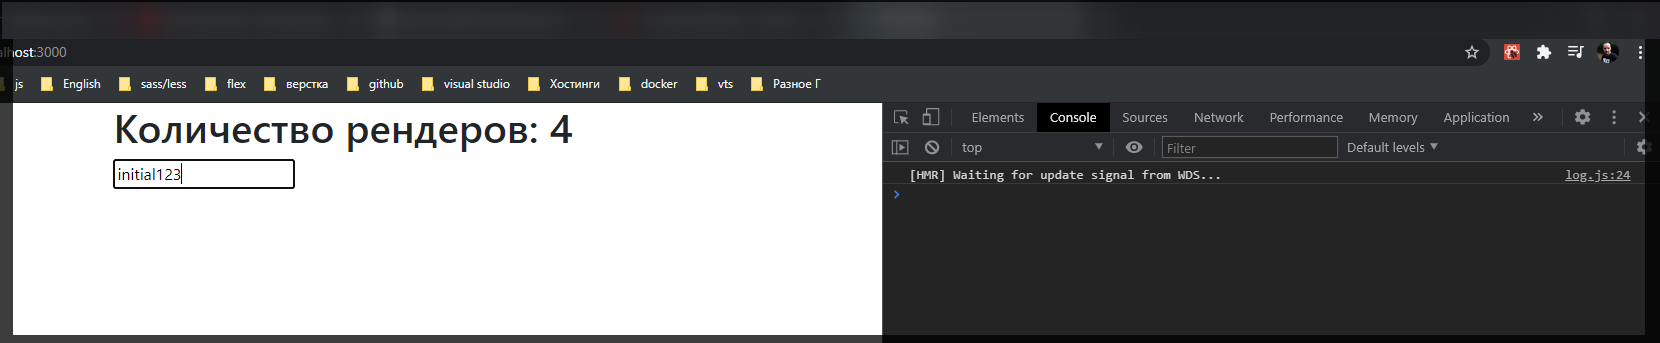 alhost:3000
js English sass/less flex верстка github visual studio Хостинги docker vts Разное Г
Количество рендеров: 4
initial123
Elements Console Sources Network Performance Memory Application »
top Filter Default levels
[HMR] Waiting for update signal from WDS... log.js:24